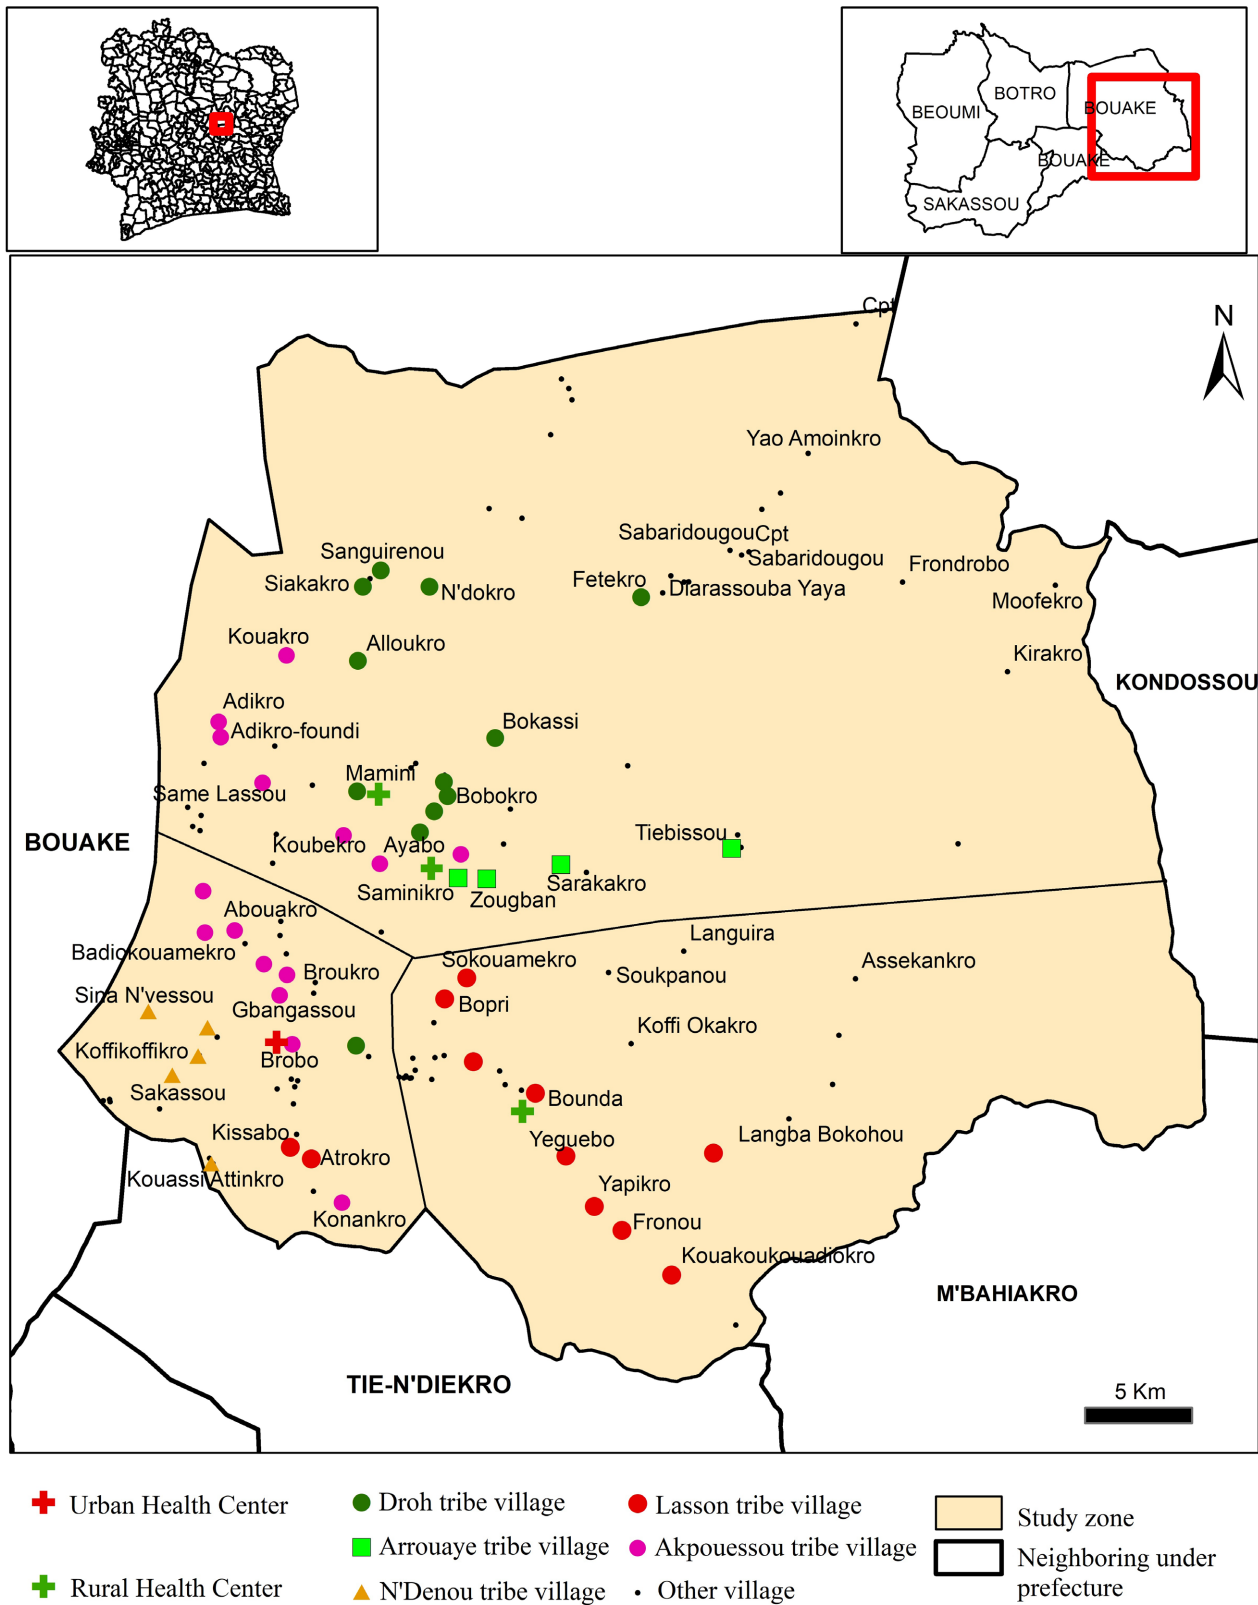 BEOUMI
BOTRO
BOUAKE
BOUAKE
SAKASSOU
Cpt
N
Yao Amoinkro
SabaridougouCpt
Sabaridougou
Sanguirenou
Siakakro
N'dokro
Fetekro
Diarassouba Yaya
Frondrobo
Moofekro
Kouakro
Alloukro
Kirakro
KONDOSSOU
Adikro
Adikro-foundi
Bokassi
Mamini
Same Lassou
Bobokro
BOUAKE
Koubekro
Ayabo
Tiebissou
Saminikro
Zougban
Sarakakro
Abouakro
Badiokouamekro
Broukro
Sokouamekro
Languira
Soukpanou
Assekankro
Sina N'vessou
Gbangassou
Bopri
Koffi Okakro
Koffikoffikro
Brobo
Sakassou
Bounda
Kissabo
Yeguebo
Langba Bokohou
Atrokro
Kouassi Attinkro
Yapikro
Konankro
Fronou
Kouakoukouadiokro
M'BAHIAKRO
TIE-N'DIEKRO
5 Km
Urban Health Center
Droh tribe village
Lasson tribe village
Study zone
Arrouaye tribe village
Akpouessou tribe village
Neighboring under
prefecture
Rural Health Center
N'Denou tribe village
Other village